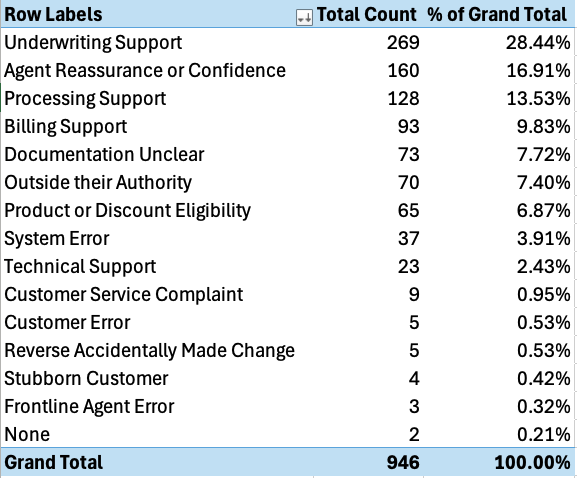 Row Labels Total Count % of Grand Total
Underwriting Support 269 28.44%
Agent Reassurance or Confidence 160 16.91%
Processing Support 128 13.53%
Billing Support 93 9.83%
Documentation Unclear 73 7.72%
Outside their Authority 70 7.40%
Product or Discount Eligibility 65 6.87%
System Error 37 3.91%
Technical Support 23 2.43%
Customer Service Complaint 9 0.95%
Customer Error 5 0.53%
Reverse Accidentally Made Change 5 0.53%
Stubborn Customer 4 0.42%
Frontline Agent Error 3 0.32%
None 2 0.21%
Grand Total 946 100.00%